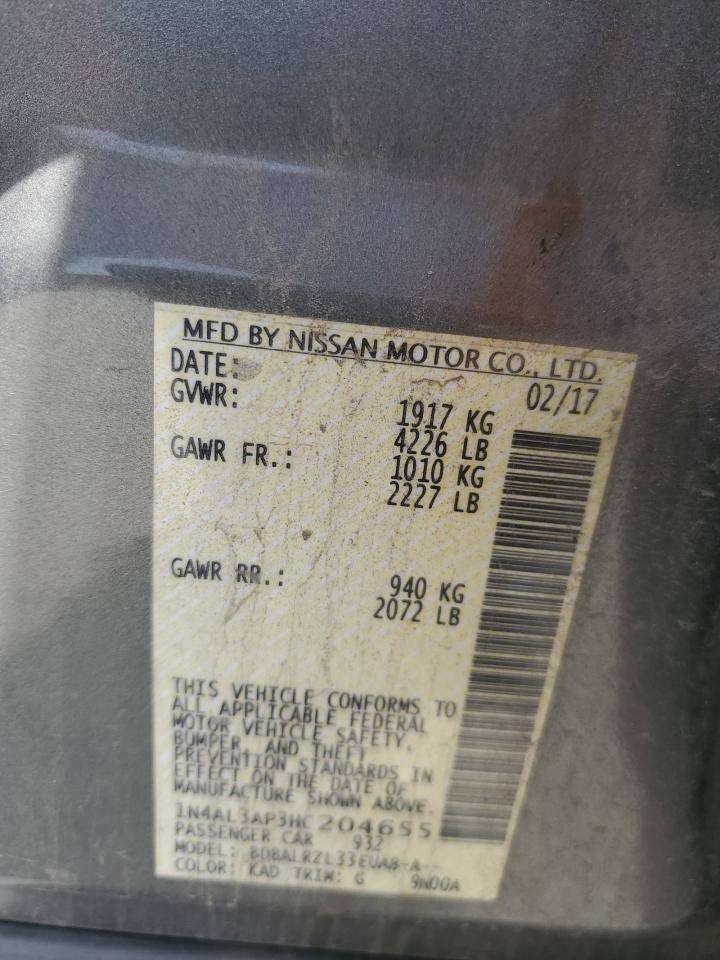 MFD BY NISSAN MOTOR CO., LTD.
DATE: 02/17
GVWR: 1917 KG
4226 LB
GAWR FR.: 1010 KG
2227 LB
GAWR RR.: 940 KG
2072 LB
THIS VEHICLE CONFORMS TO
ALL APPLICABLE FEDERAL
MOTOR VEHICLE SAFETY,
BUMPER, AND THEFT
PREVENTION STANDARDS IN
EFFECT ON THE DATE OF
MANUFACTURE SHOWN ABOVE.
1N4AL3AP3HC204655
PASSENGER CAR 932
MODEL: BDBALRZL33EUAB-A--
COLOR: KAD TRIM: G 9N00A